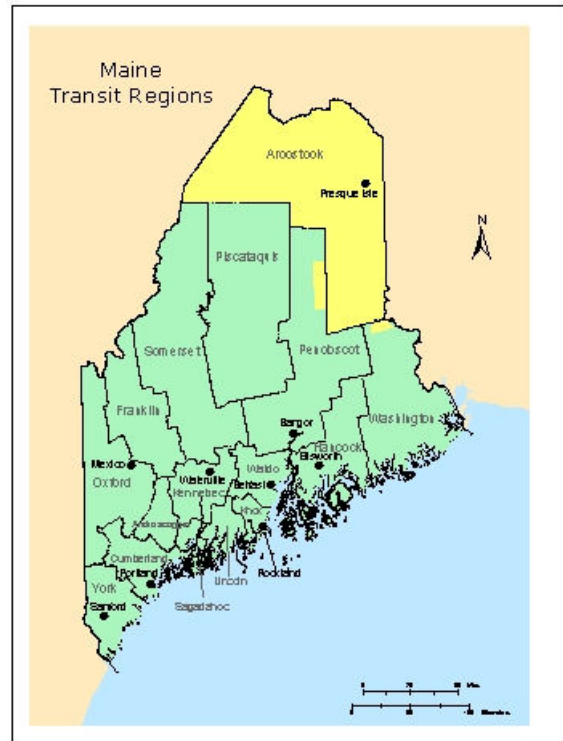 Maine
Transit Regions
Aroostook
Presque Isle
N
Piscataquis
Somerset
Penobscot
Franklin
Washington
Bangor
Hancock
Ellsworth
Mexico
Oxford
Waterville
Kennebec
Waldo
Belfast
Knox
Androscoggin
Cumberland
Lincoln
Rockland
Portland
York
Sagadahoc
Sanford